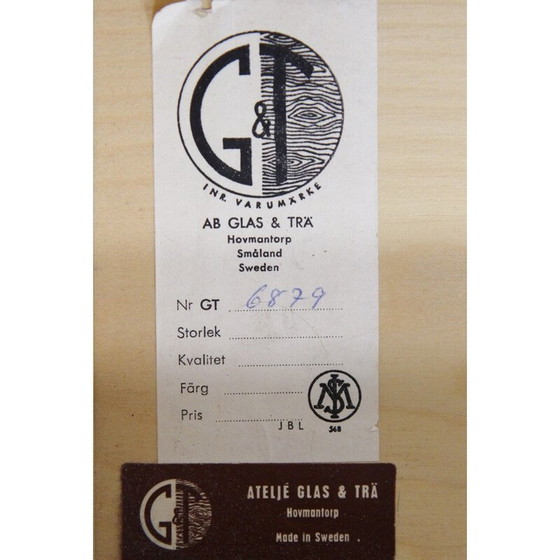 G&T
INR. VARUMÄRKE
AB GLAS & TRÄ
Hovmantorp
Småland
Sweden
Nr GT 6879
Storlek
Kvalitet
Färg
Pris
JBL
568
G&T
ATELJÉ GLAS & TRÄ
Hovmantorp
Made in Sweden .